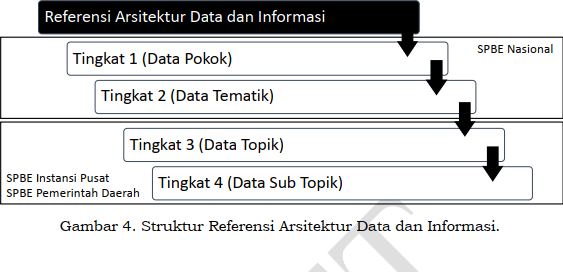 Referensi Arsitektur Data dan Informasi
SPBE Nasional
Tingkat 1 (Data Pokok)
Tingkat 2 (Data Tematik)
Tingkat 3 (Data Topik)
SPBE Instansi Pusat
SPBE Pemerintah Daerah
Tingkat 4 (Data Sub Topik)
Gambar 4. Struktur Referensi Arsitektur Data dan Informasi.